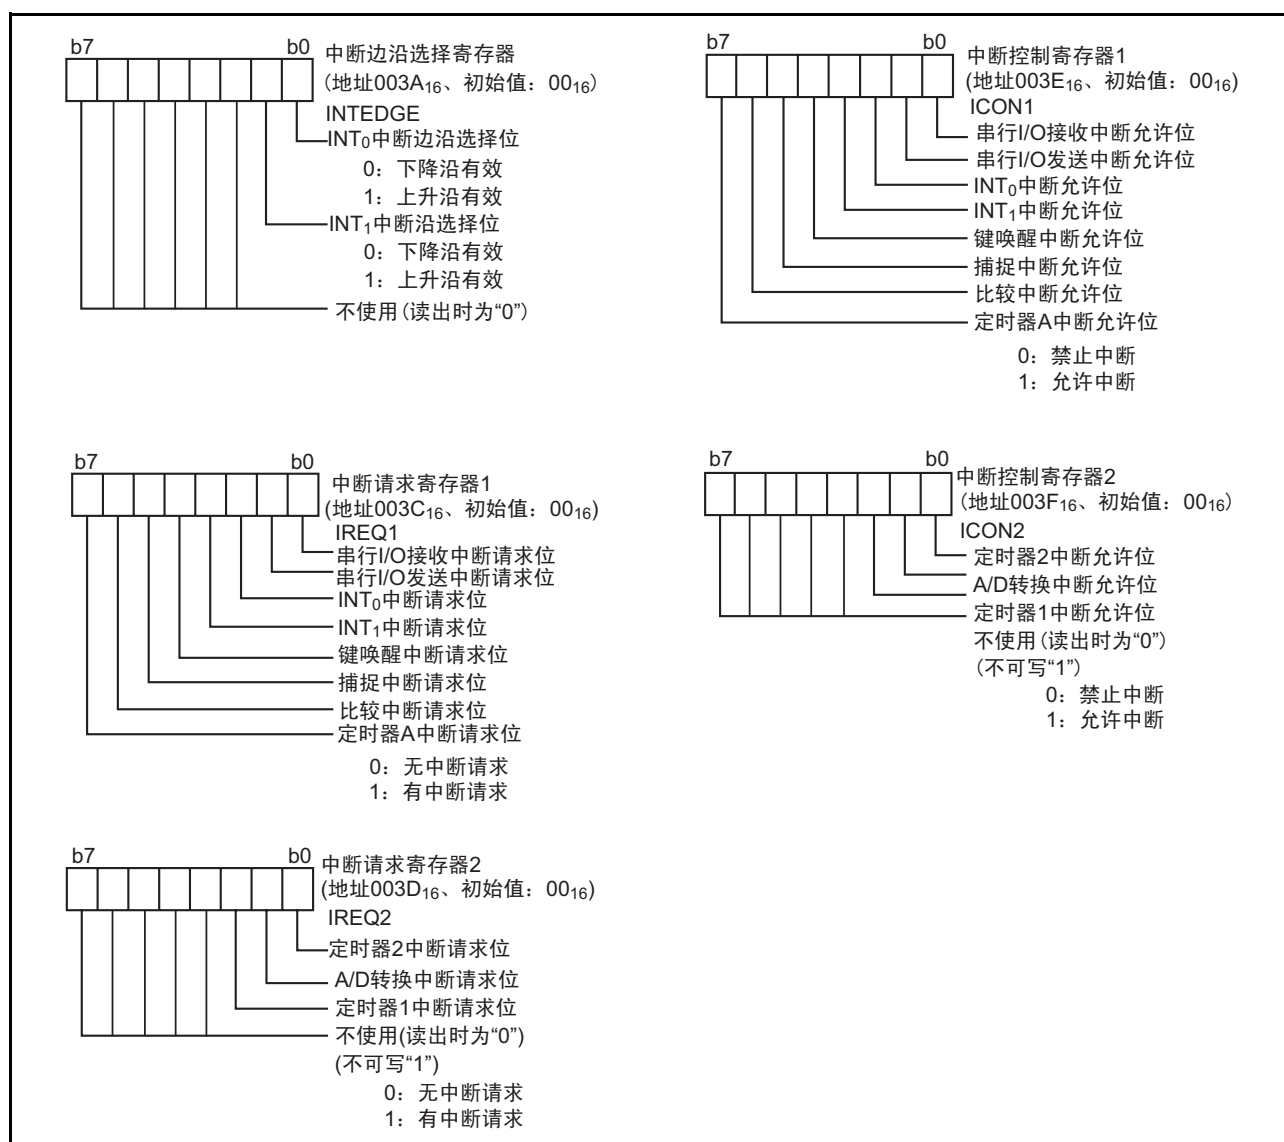 b7 b0
中断边沿选择寄存器
(地址003A16、初始值：0016)
INTEDGE
INT0中断边沿选择位
0：下降沿有效
1：上升沿有效
INT1中断沿选择位
0：下降沿有效
1：上升沿有效
不使用(读出时为“0”)
b7 b0
中断控制寄存器1
(地址003E16、初始值：0016)
ICON1
串行I/O接收中断允许位
串行I/O发送中断允许位
INT0中断允许位
INT1中断允许位
键唤醒中断允许位
捕捉中断允许位
比较中断允许位
定时器A中断允许位
0：禁止中断
1：允许中断
b7 b0
中断请求寄存器1
(地址003C16、初始值：0016)
IREQ1
串行I/O接收中断请求位
串行I/O发送中断请求位
INT0中断请求位
INT1中断请求位
键唤醒中断请求位
捕捉中断请求位
比较中断请求位
定时器A中断请求位
0：无中断请求
1：有中断请求
b7 b0
中断控制寄存器2
(地址003F16、初始值：0016)
ICON2
定时器2中断允许位
A/D转换中断允许位
定时器1中断允许位
不使用(读出时为“0”)
(不可写“1”)
0：禁止中断
1：允许中断
b7 b0
中断请求寄存器2
(地址003D16、初始值：0016)
IREQ2
定时器2中断请求位
A/D转换中断请求位
定时器1中断请求位
不使用(读出时为“0”)
(不可写“1”)
0：无中断请求
1：有中断请求